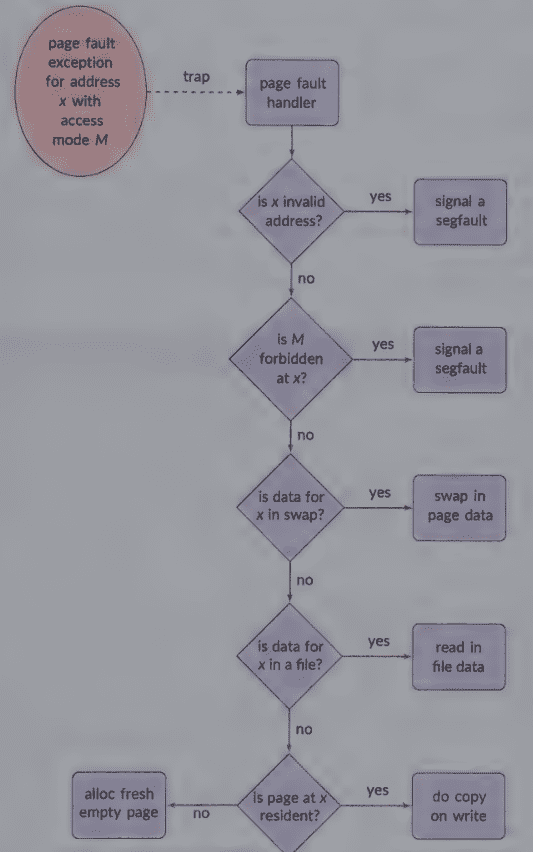 page fault
exception
for address
x with
access
mode M
trap
page fault
handler
is x invalid
address?
yes
signal a
segfault
no
is M
forbidden
at x?
yes
signal a
segfault
no
is data for
x in swap?
yes
swap in
page data
no
is data for
x in a file?
yes
read in
file data
no
alloc fresh
empty page
no
is page at x
resident?
yes
do copy
on write